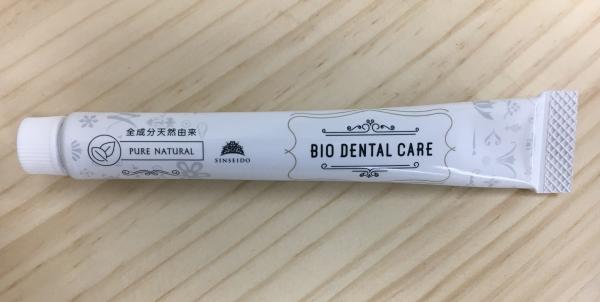 全成分天然由来
PURE NATURAL
SINSEIDO
BIO DENTAL CARE